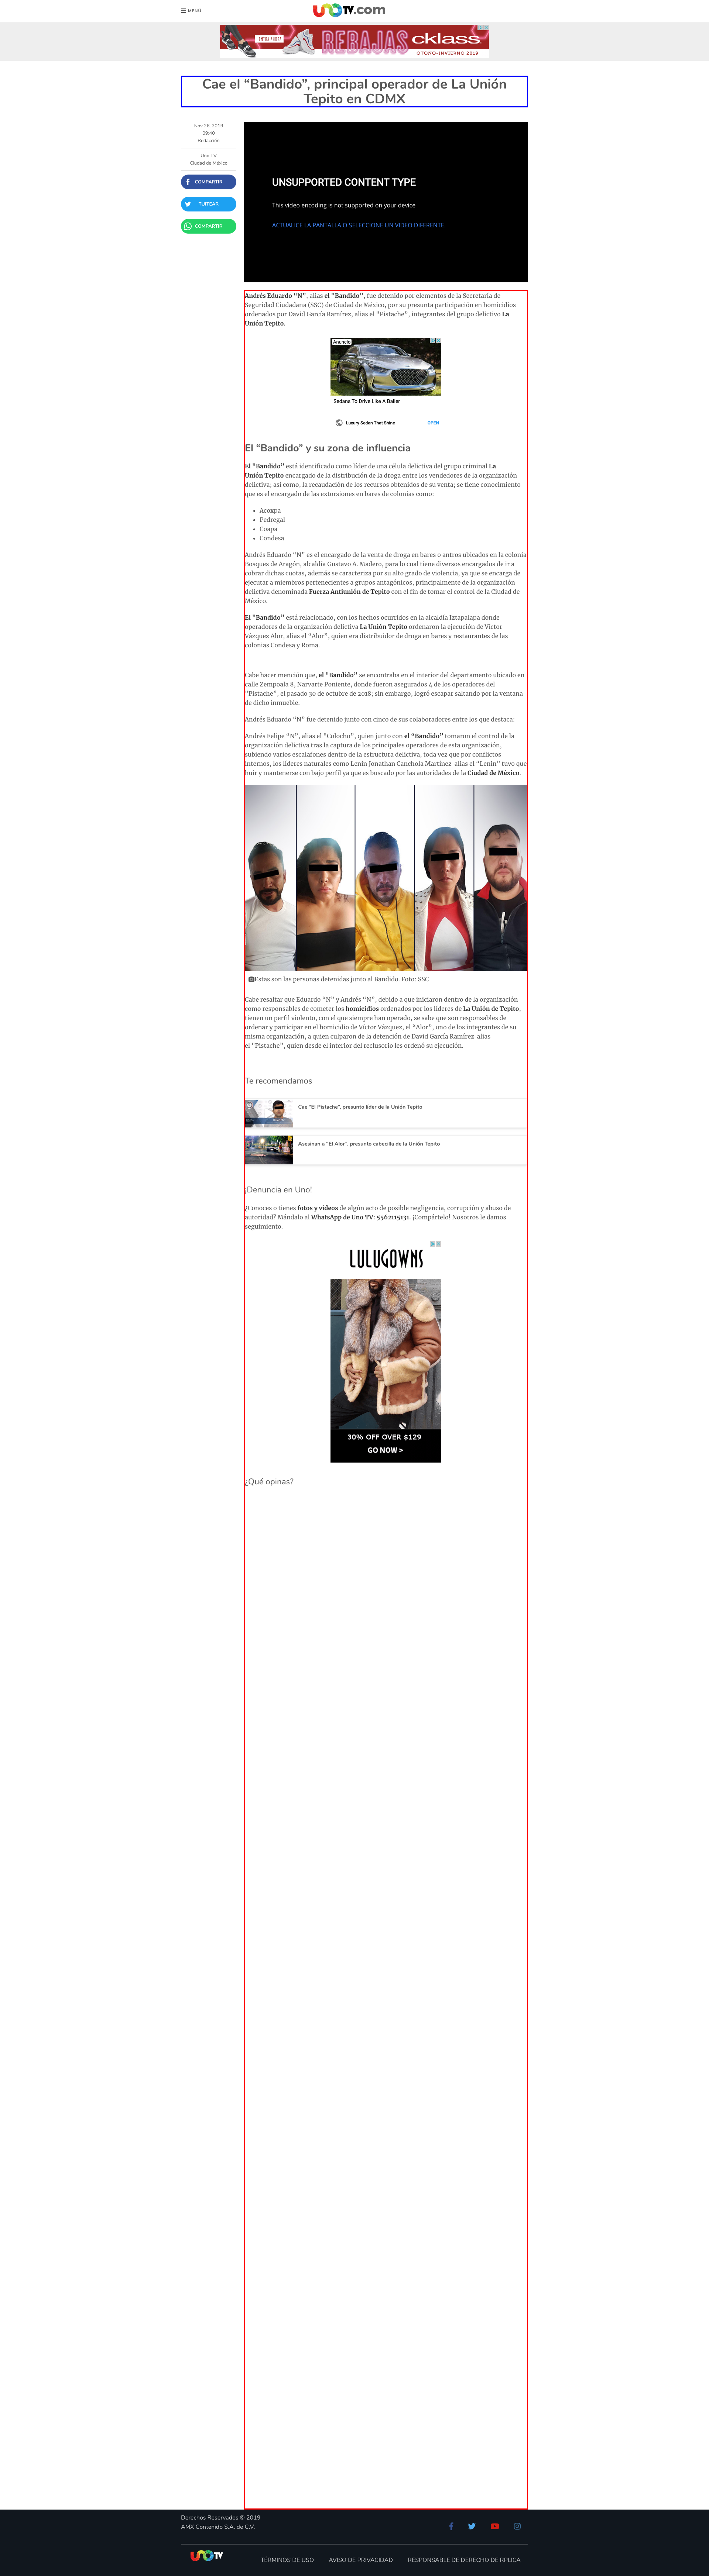 MENÚ
UNO TV.com
ENTRA AHORA
REBAJAS
cklass
OTOÑO-INVIERNO 2019
Cae el “Bandido”, principal operador de La Unión
Tepito en CDMX
Nov 26, 2019
09:40
Redacción
Uno TV
Ciudad de México
COMPARTIR
TUITEAR
COMPARTIR
UNSUPPORTED CONTENT TYPE
This video encoding is not supported on your device
ACTUALICE LA PANTALLA O SELECCIONE UN VIDEO DIFERENTE.
Andrés Eduardo “N”, alias el "Bandido", fue detenido por elementos de la Secretaría de
Seguridad Ciudadana (SSC) de Ciudad de México, por su presunta participación en homicidios
ordenados por David García Ramírez, alias el "Pistache", integrantes del grupo delictivo La
Unión Tepito.
Anuncio
Sedans To Drive Like A Baller
Luxury Sedan That Shine
OPEN
El “Bandido” y su zona de influencia
El "Bandido" está identificado como líder de una célula delictiva del grupo criminal La
Unión Tepito encargado de la distribución de la droga entre los vendedores de la organización
delictiva; así como, la recaudación de los recursos obtenidos de su venta; se tiene conocimiento
que es el encargado de las extorsiones en bares de colonias como:
• Acoxpa
• Pedregal
• Coapa
• Condesa
Andrés Eduardo “N” es el encargado de la venta de droga en bares o antros ubicados en la colonia
Bosques de Aragón, alcaldía Gustavo A. Madero, para lo cual tiene diversos encargados de ir a
cobrar dichas cuotas, además se caracteriza por su alto grado de violencia, ya que se encarga de
ejecutar a miembros pertenecientes a grupos antagónicos, principalmente de la organización
delictiva denominada Fuerza Antiunión de Tepito con el fin de tomar el control de la Ciudad de
México.
El "Bandido" está relacionado, con los hechos ocurridos en la alcaldía Iztapalapa donde
operadores de la organización delictiva La Unión Tepito ordenaron la ejecución de Víctor
Vázquez Alor, alias el “Alor”, quien era distribuidor de droga en bares y restaurantes de las
colonias Condesa y Roma.
Cabe hacer mención que, el "Bandido" se encontraba en el interior del departamento ubicado en
calle Zempoala 8, Narvarte Poniente, donde fueron asegurados 4 de los operadores del
"Pistache", el pasado 30 de octubre de 2018; sin embargo, logró escapar saltando por la ventana
de dicho inmueble.
Andrés Eduardo “N” fue detenido junto con cinco de sus colaboradores entre los que destaca:
Andrés Felipe “N”, alias el "Colocho", quien junto con el “Bandido” tomaron el control de la
organización delictiva tras la captura de los principales operadores de esta organización,
subiendo varios escalafones dentro de la estructura delictiva, toda vez que por conflictos
internos, los líderes naturales como Lenin Jonathan Canchola Martínez alias el “Lenin” tuvo que
huir y mantenerse con bajo perfil ya que es buscado por las autoridades de la Ciudad de México.
Estas son las personas detenidas junto al Bandido. Foto: SSC
Cabe resaltar que Eduardo “N” y Andrés “N”, debido a que iniciaron dentro de la organización
como responsables de cometer los homicidios ordenados por los líderes de La Unión de Tepito,
tienen un perfil violento, con el que siempre han operado, se sabe que son responsables de
ordenar y participar en el homicidio de Víctor Vázquez, el “Alor”, uno de los integrantes de su
misma organización, a quien culparon de la detención de David García Ramírez alias
el "Pistache", quien desde el interior del reclusorio les ordenó su ejecución.
Te recomendamos
Cae “El Pistache”, presunto líder de la Unión Tepito
Asesinan a “El Alor”, presunto cabecilla de la Unión Tepito
¡Denuncia en Uno!
¿Conoces o tienes fotos y videos de algún acto de posible negligencia, corrupción y abuso de
autoridad? Mándalo al WhatsApp de Uno TV: 5562115131. ¡Compártelo! Nosotros le damos
seguimiento.
LULUGOWNS
30% OFF OVER $129
GO NOW >
¿Qué opinas?
Derechos Reservados © 2019
AMX Contenido S.A. de C.V.
UNO TV
TÉRMINOS DE USO AVISO DE PRIVACIDAD RESPONSABLE DE DERECHO DE RPLICA